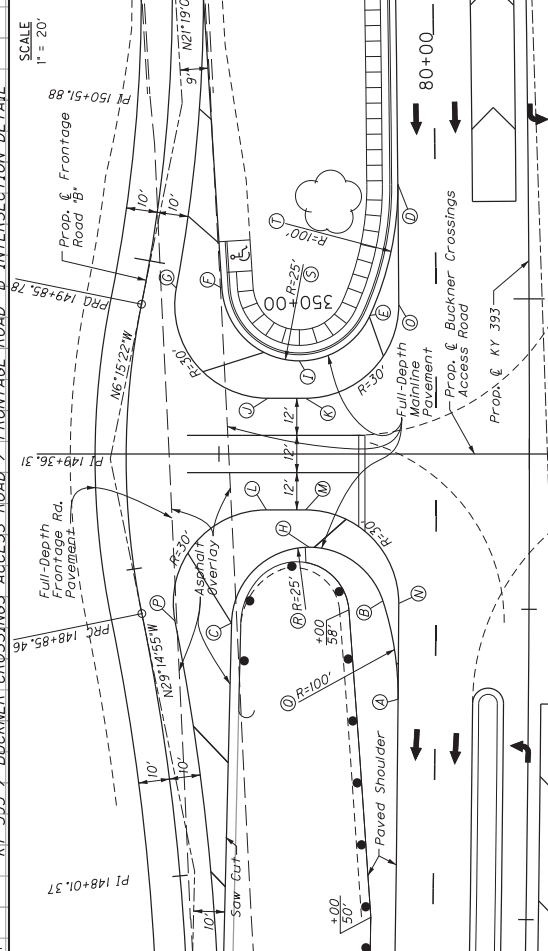 KY 393 / BUCKNER CROSSINGS ACCESS ROAD / FRONTAGE ROAD "B" INTERSECTION DETAIL
SCALE
1" = 20'
PI 150+51.88
N21°19'0
9'
Prop. ℄ Frontage
Road "B"
10'
10'
PRC 149+85.78
N6°15'22"W
G
F
R=30'
T
R=100'
R=25'
S
350+00
80+00
D
E
O
I
J
K
R=30'
Full-Depth
Mainline
Pavement
Prop. ℄ Buckner Crossings
Access Road
Prop. ℄ KY 393
PI 149+36.31
12'
12'
12'
Full-Depth
Frontage Rd.
Pavement
L
M
H
R=30'
R=30'
Asphalt
Overlay
P
C
R
R=25'
B
N
+00
58'
PRC 148+85.46
N29°14'55"W
Q
R=100'
A
10'
10'
Paved Shoulder
Saw Cut
PI 148+01.37
10'
+00
50'